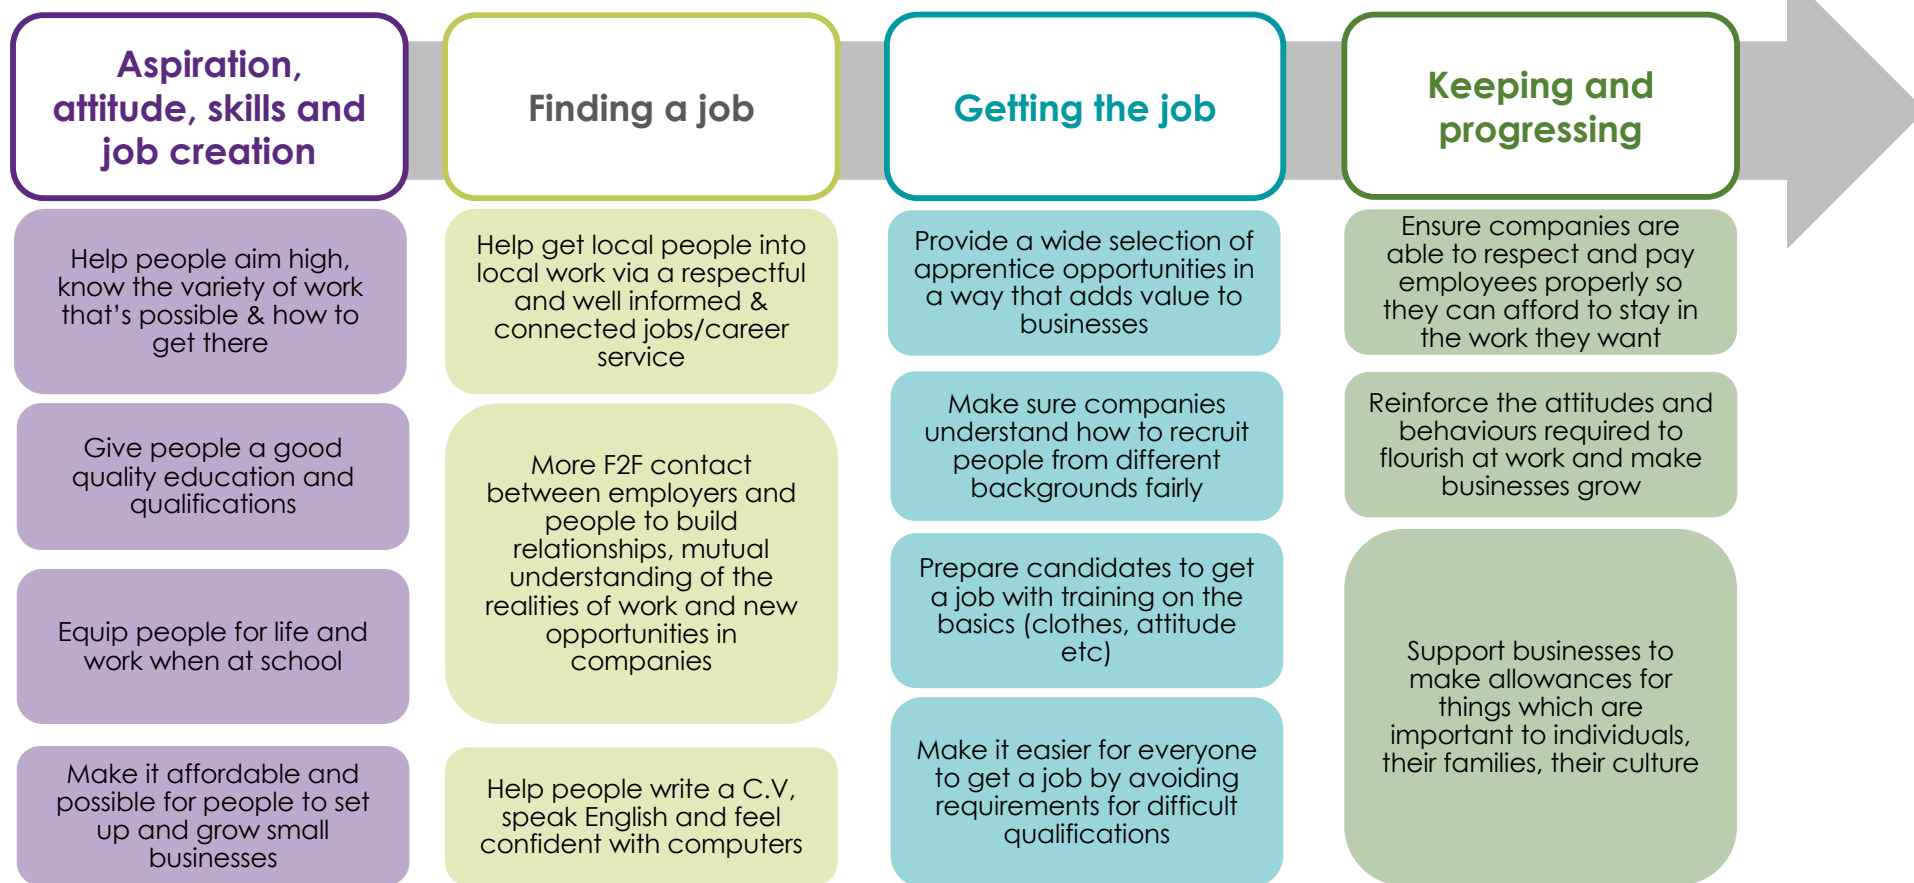 Aspiration,
attitude, skills and
job creation
Help people aim high,
know the variety of work
that's possible & how to
get there
Give people a good
quality education and
qualifications
Equip people for life and
work when at school
Make it affordable and
possible for people to set
up and grow small
businesses
Finding a job
Help get local people into
local work via a respectful
and well informed &
connected jobs/career
service
More F2F contact
between employers and
people to build
relationships, mutual
understanding of the
realities of work and new
opportunities in
companies
Help people write a C.V,
speak English and feel
confident with computers
Getting the job
Provide a wide selection of
apprentice opportunities in
a way that adds value to
businesses
Make sure companies
understand how to recruit
people from different
backgrounds fairly
Prepare candidates to get
a job with training on the
basics (clothes, attitude
etc)
Make it easier for everyone
to get a job by avoiding
requirements for difficult
qualifications
Keeping and
progressing
Ensure companies are
able to respect and pay
employees properly so
they can afford to stay in
the work they want
Reinforce the attitudes and
behaviours required to
flourish at work and make
businesses grow
Support businesses to
make allowances for
things which are
important to individuals,
their families, their culture